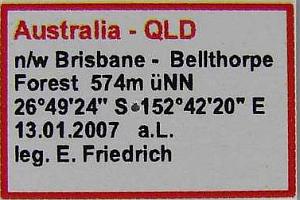 Australia - QLD
n/w Brisbane - Bellthorpe
Forest 574m üNN
26°49'24" S 152°42'20" E
13.01.2007 a.L.
leg. E. Friedrich